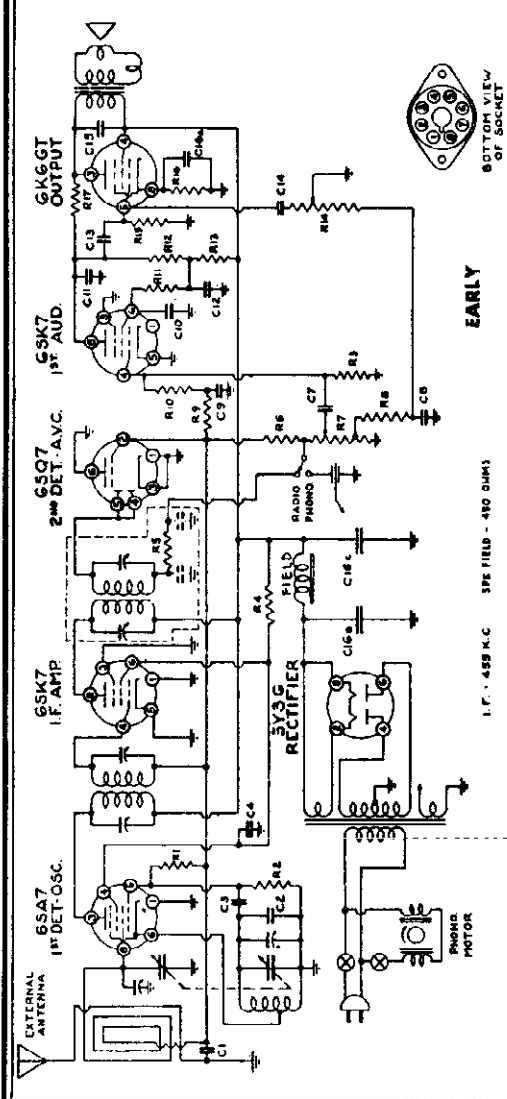 EXTERNAL
ANTENNA
6SA7
1ST DET-OSC.
6SK7
I.F. AMP.
6SQ7
2ND DET.-A.V.C.
6SK7
1ST AUD.
6K6GT
OUTPUT
C1
R1
C4
C3
C2
R2
R4
R5
R10
R9
C9
C10
R11
C11
C12
R12
R13
C13
R15
R17
R16
C15
C14
R14
R6
R7
R8
R3
C7
RADIO
PHONO
FIELD
C16a
5Y3G
RECTIFIER
PHONO.
MOTOR
I.F. - 455 K.C
SPK FIELD - 450 OHMS
EARLY
BOTTOM VIEW
OF SOCKET